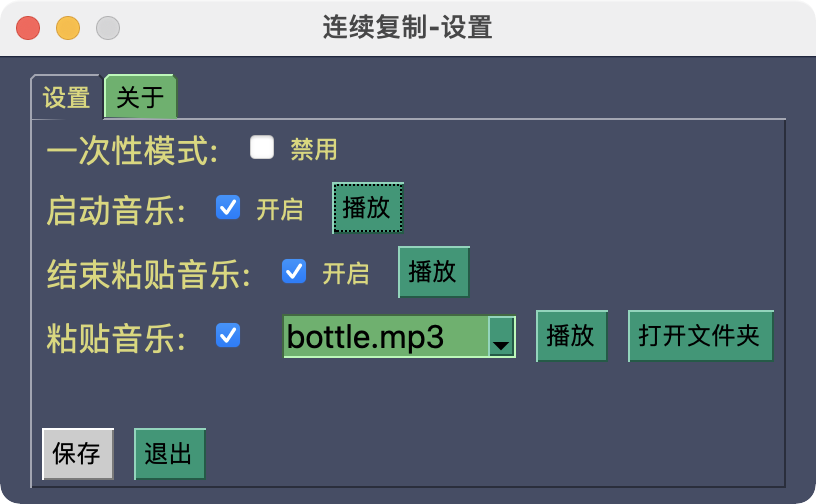 连续复制-设置
设置 关于
一次性模式: 禁用
启动音乐: 开启 播放
结束粘贴音乐: 开启 播放
粘贴音乐: bottle.mp3 播放 打开文件夹
保存 退出